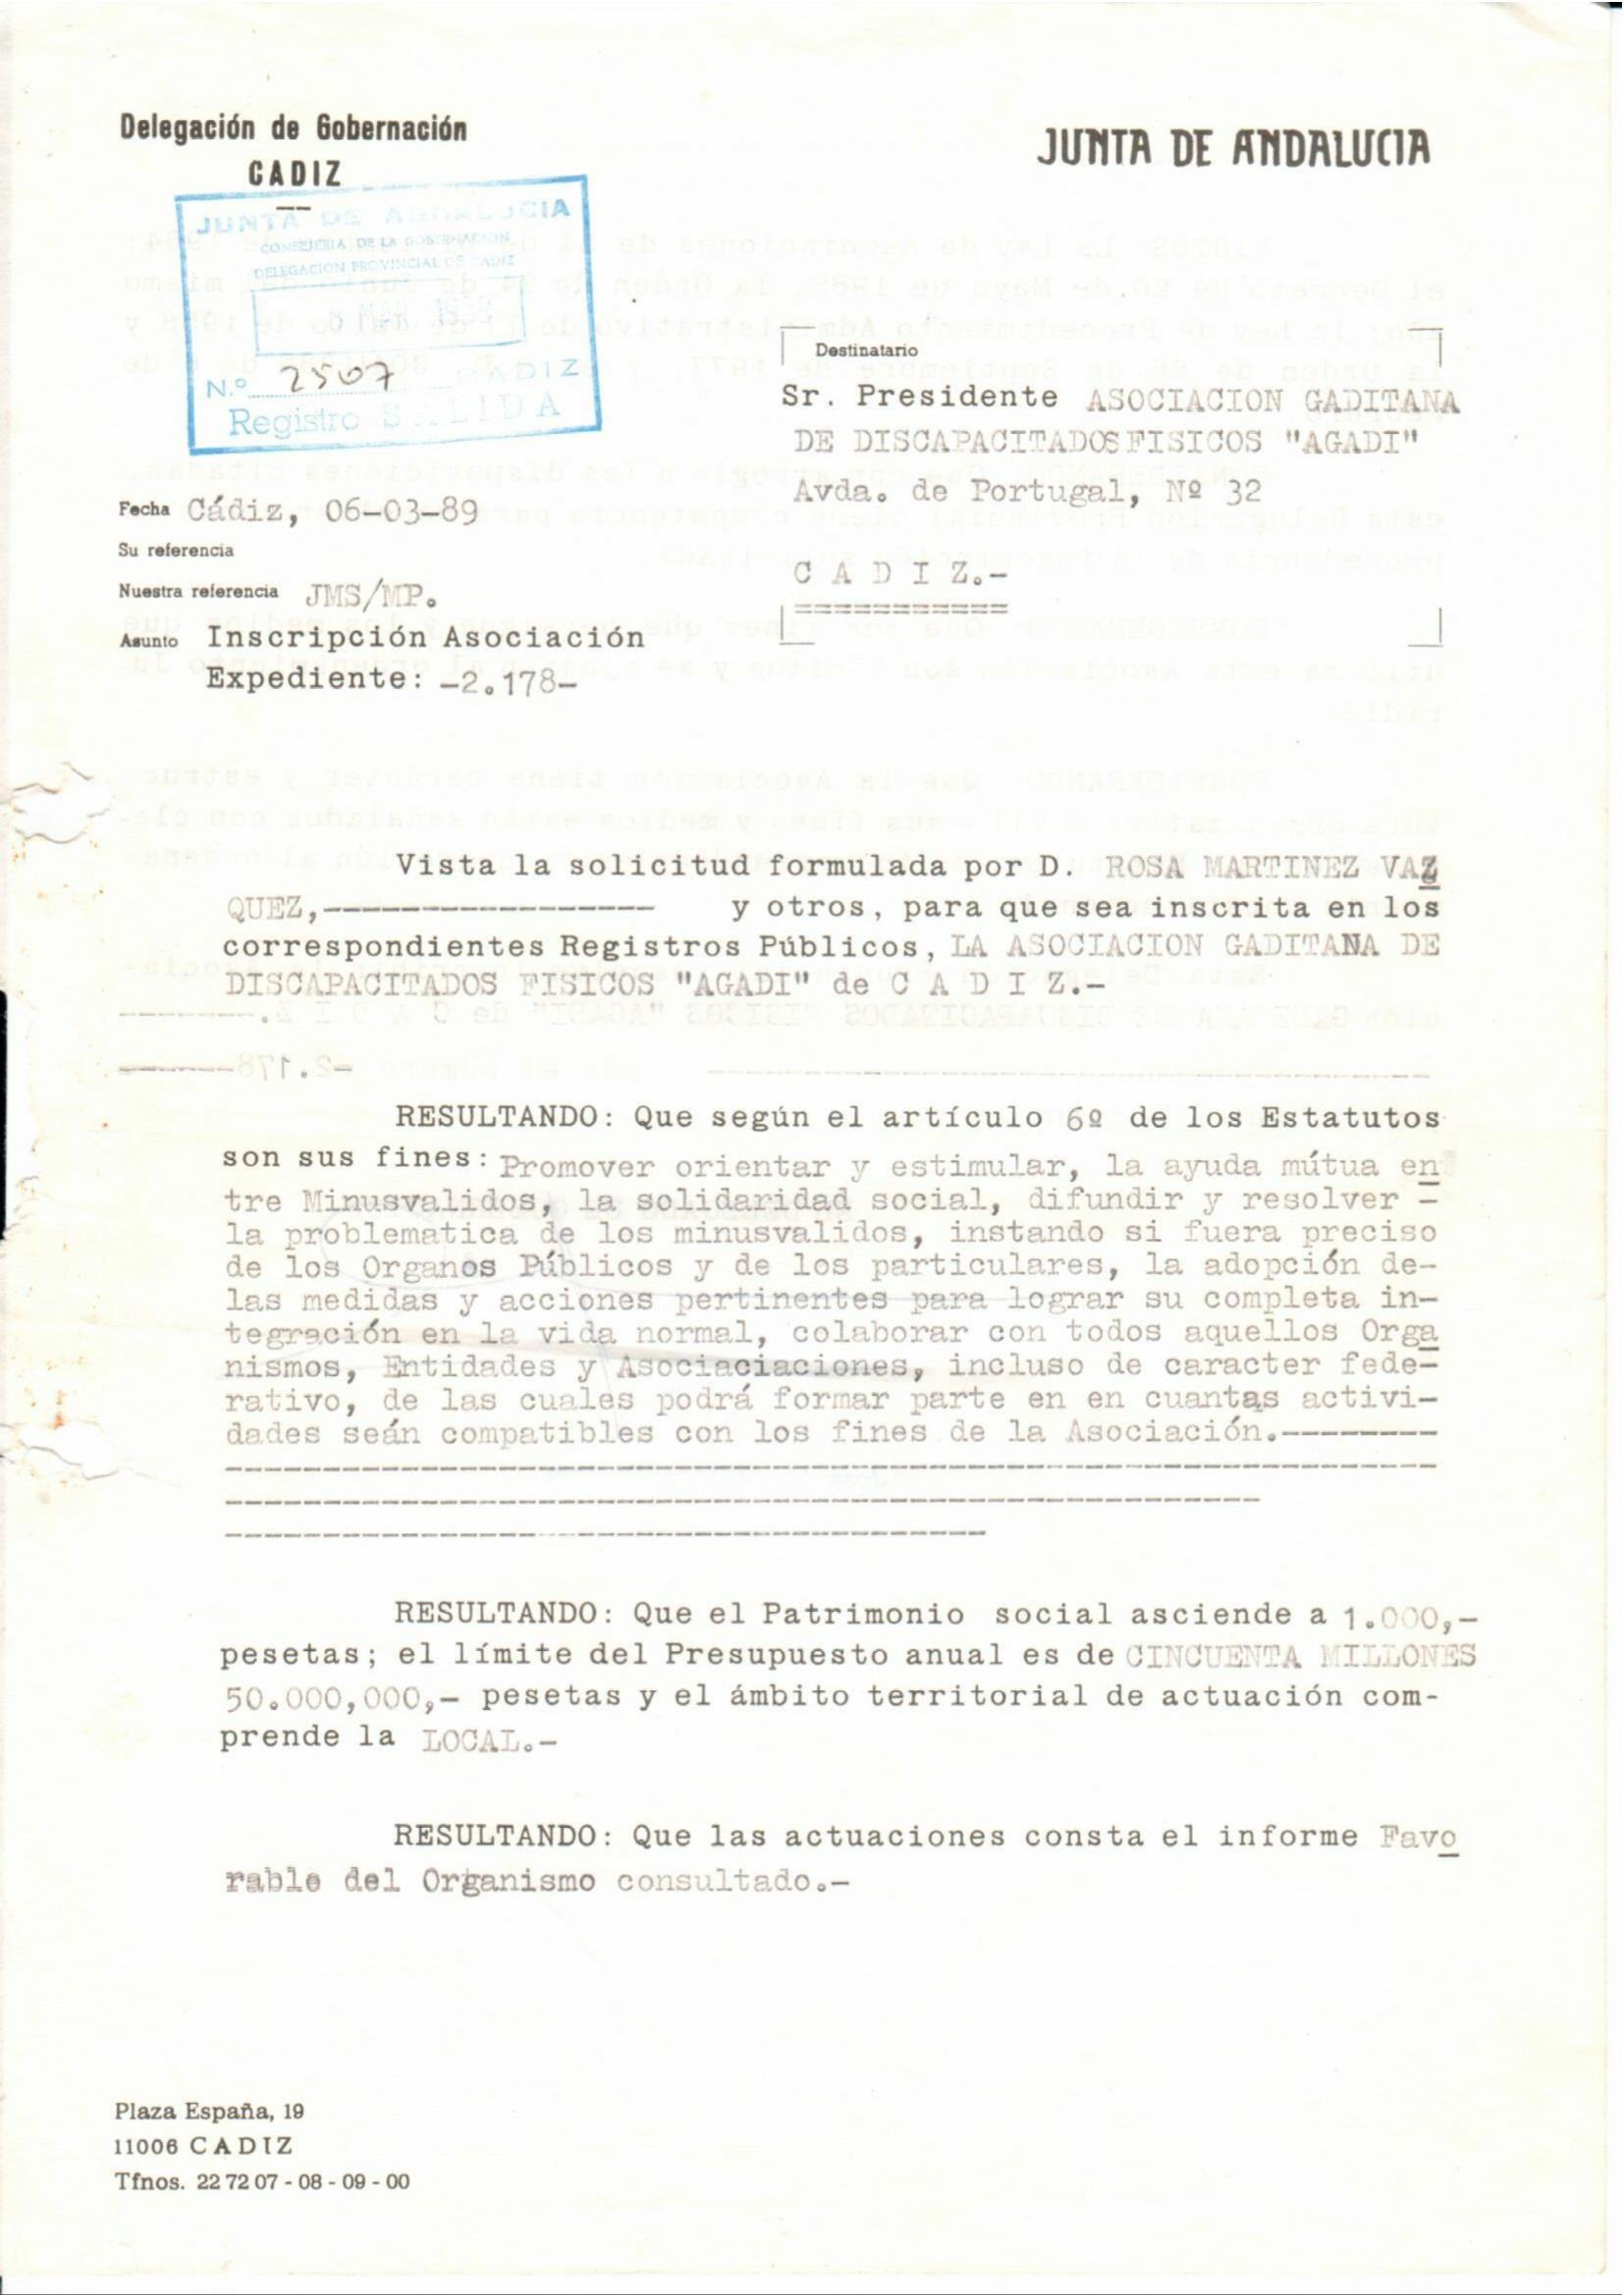 Delegación de Gobernación
CADIZ
JUNTA DE ANDALUCIA
JUNTA DE ANDALUCIA
CONSEJERIA DE LA GOBERNACION
DELEGACION PROVINCIAL DE CADIZ
N.º 2507 CADIZ
Registro SALIDA
Destinatario
Sr. Presidente ASOCIACION GADITANA
DE DISCAPACITADOS FISICOS "AGADI"
Avda. de Portugal, Nº 32
C A D I Z.-
===========
Fecha Cádiz, 06-03-89
Su referencia
Nuestra referencia JMS/MP.
Asunto Inscripción Asociación
Expediente: -2.178-
Vista la solicitud formulada por D. ROSA MARTINEZ VAZ
QUEZ,----------------- y otros, para que sea inscrita en los
correspondientes Registros Públicos, LA ASOCIACION GADITANA DE
DISCAPACITADOS FISICOS "AGADI" de C A D I Z.-
RESULTANDO: Que según el artículo 6º de los Estatutos
son sus fines: Promover orientar y estimular, la ayuda mútua en
tre Minusvalidos, la solidaridad social, difundir y resolver -
la problematica de los minusvalidos, instando si fuera preciso
de los Organos Públicos y de los particulares, la adopción de-
las medidas y acciones pertinentes para lograr su completa in-
tegración en la vida normal, colaborar con todos aquellos Orga
nismos, Entidades y Asociaciaciones, incluso de caracter fede-
rativo, de las cuales podrá formar parte en en cuantas activi-
dades seán compatibles con los fines de la Asociación.--------
RESULTANDO: Que el Patrimonio social asciende a 1.000,-
pesetas; el límite del Presupuesto anual es de CINCUENTA MILLONES
50.000,000,- pesetas y el ámbito territorial de actuación com-
prende la LOCAL.-
RESULTANDO: Que las actuaciones consta el informe Favo
rable del Organismo consultado.-
Plaza España, 19
11006 CADIZ
Tfnos. 22 72 07 - 08 - 09 - 00